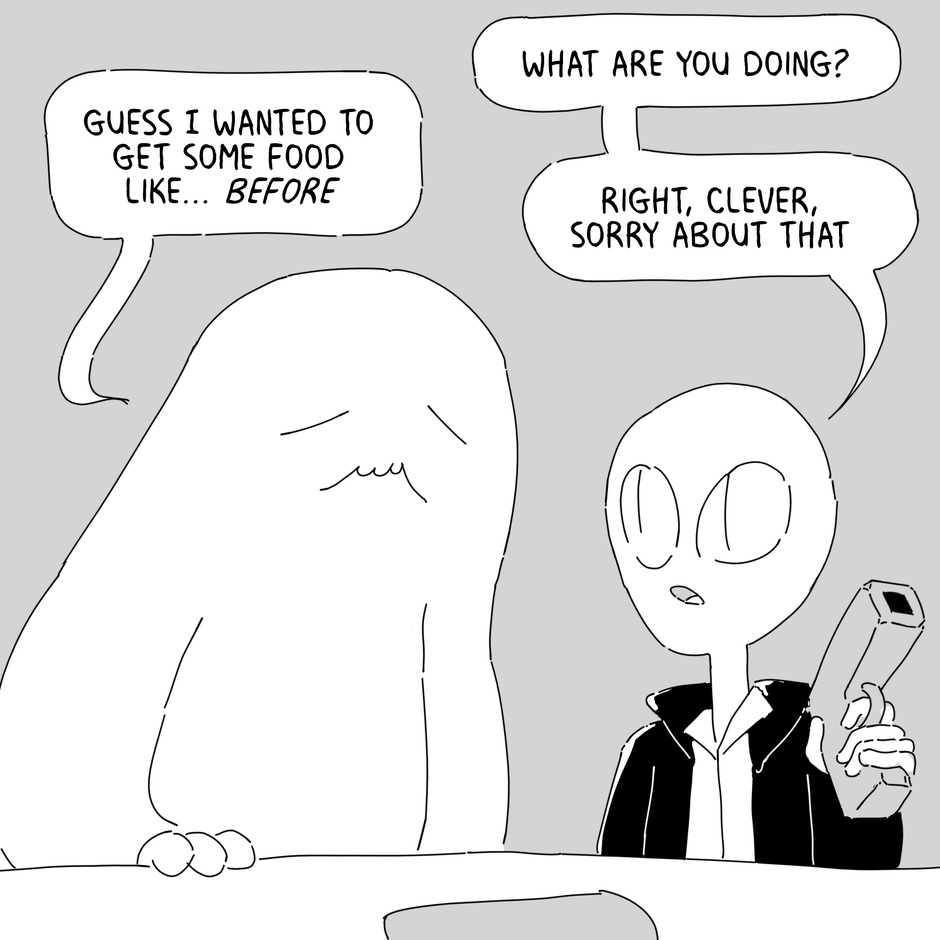 GUESS I WANTED TO
GET SOME FOOD
LIKE... BEFORE
WHAT ARE YOU DOING?
RIGHT, CLEVER,
SORRY ABOUT THAT